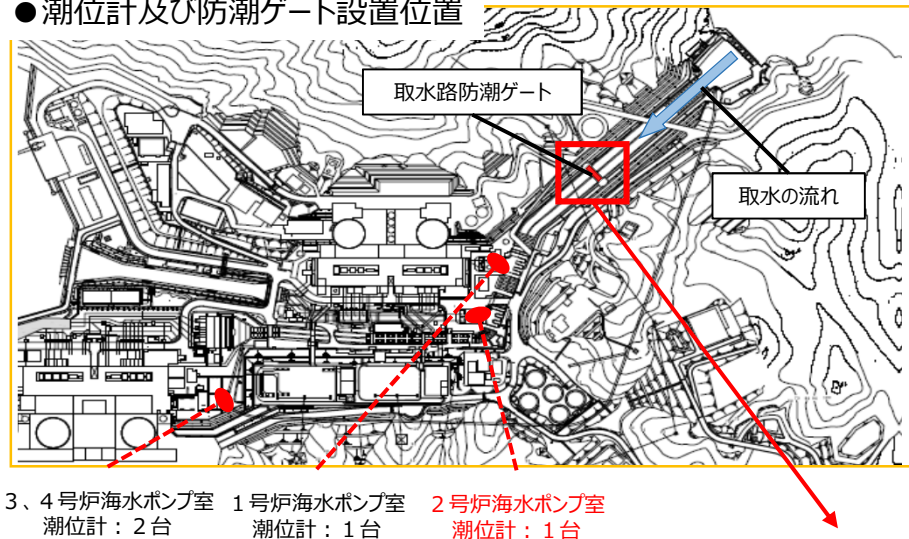 ●潮位計及び防潮ゲート設置位置
取水路防潮ゲート
取水の流れ
3、4号炉海水ポンプ室
潮位計：2台
1号炉海水ポンプ室
潮位計：1台
2号炉海水ポンプ室
潮位計：1台